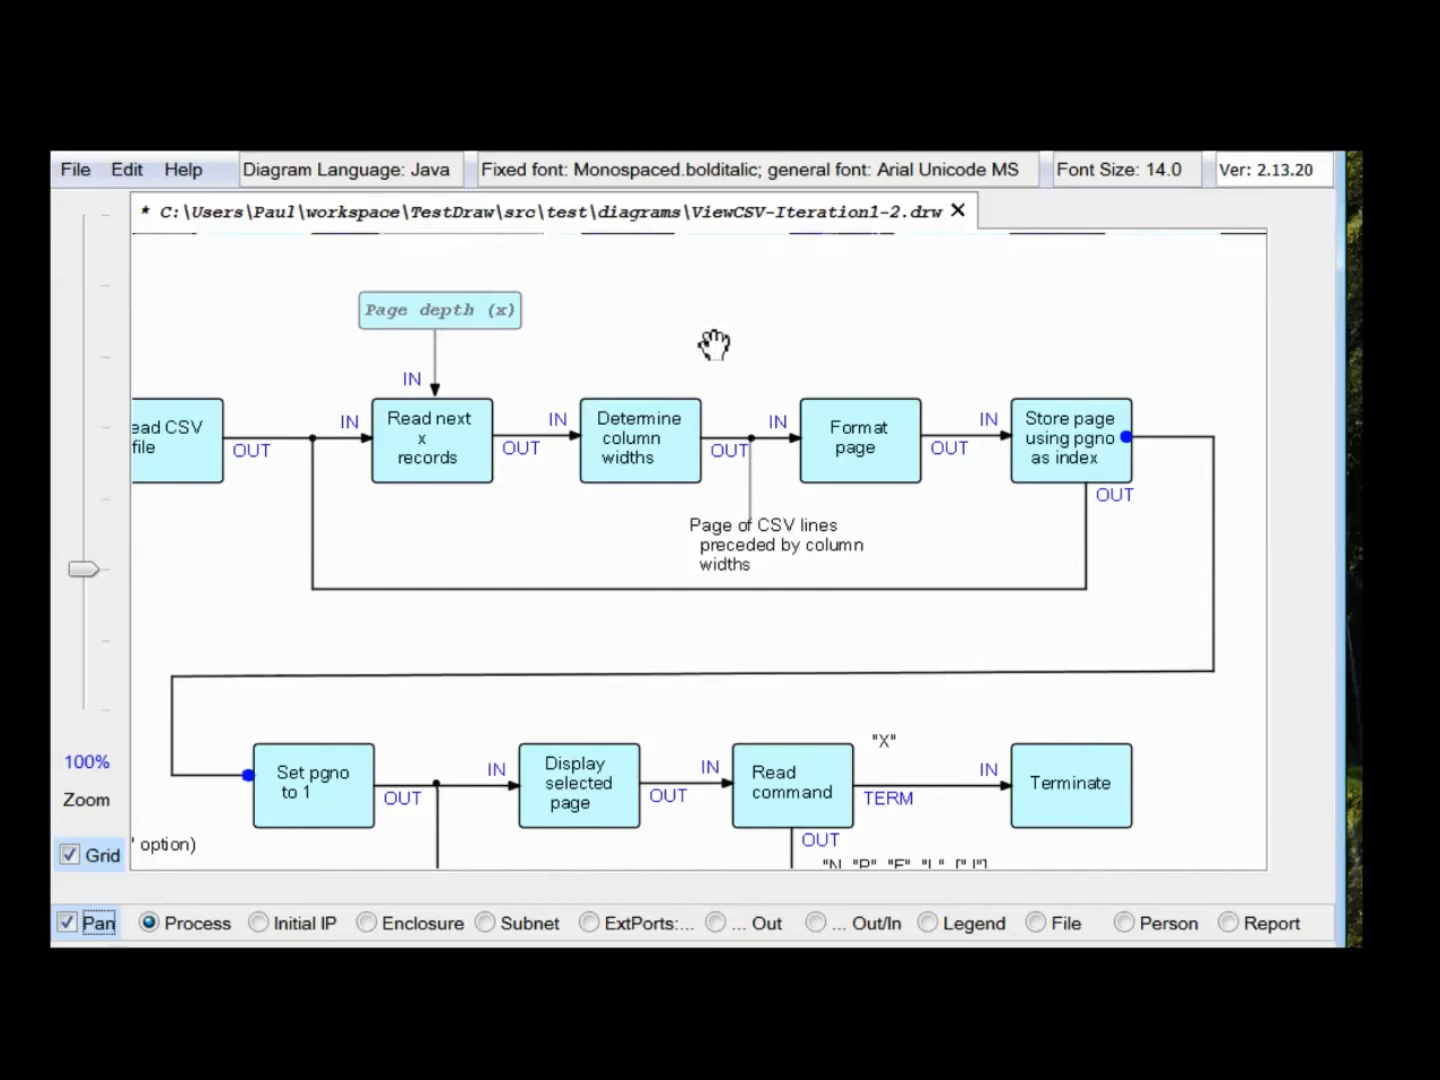 File Edit Help Diagram Language: Java Fixed font: Monospaced.bolditalic; general font: Arial Unicode MS Font Size: 14.0 Ver: 2.13.20
* C:\Users\Paul\workspace\TestDraw\src\test\diagrams\ViewCSV-Iteration1-2.drw ✕
Page depth (x)
IN
ead CSV
file
OUT
IN
Read next
x
records
OUT
IN
Determine
column
widths
OUT
IN
Format
page
OUT
IN
Store page
using pgno
as index
OUT
Page of CSV lines
preceded by column
widths
Set pgno
to 1
OUT
IN
Display
selected
page
OUT
IN
Read
command
"X"
TERM
IN
Terminate
OUT
' option)
100%
Zoom
Grid
Pan Process Initial IP Enclosure Subnet ExtPorts:... ... Out ... Out/In Legend File Person Report